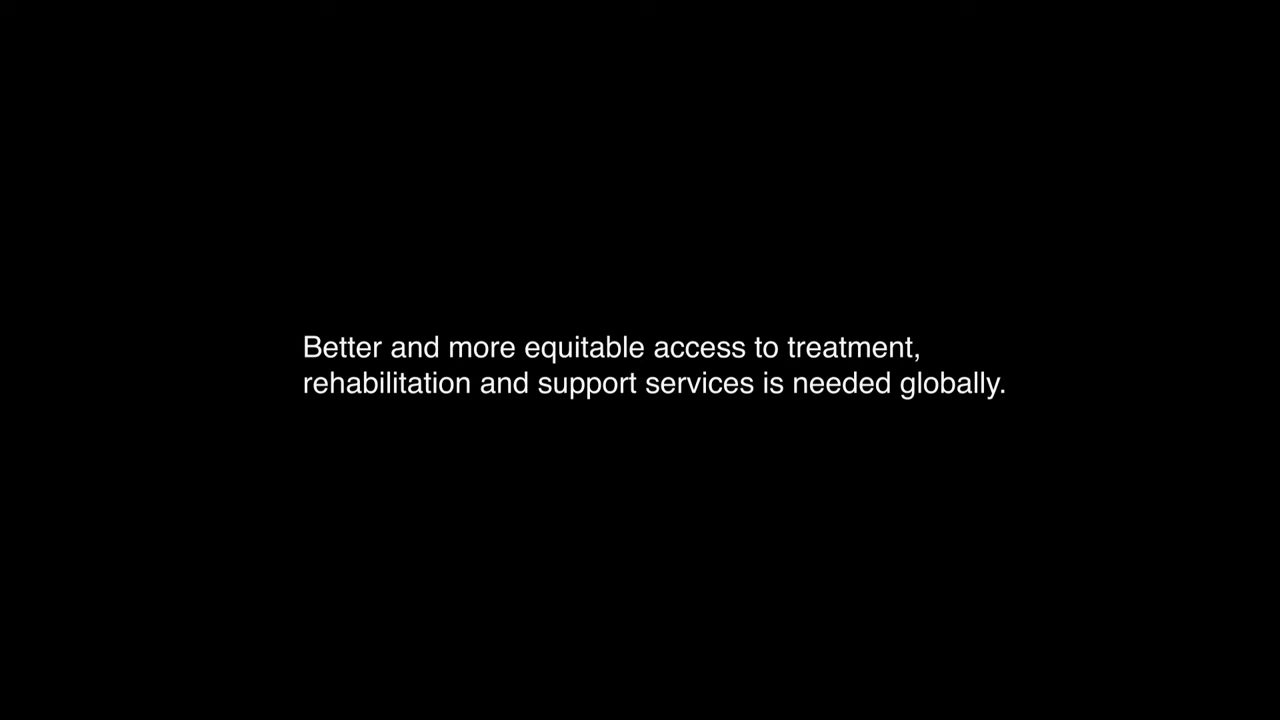 Better and more equitable access to treatment,
rehabilitation and support services is needed globally.